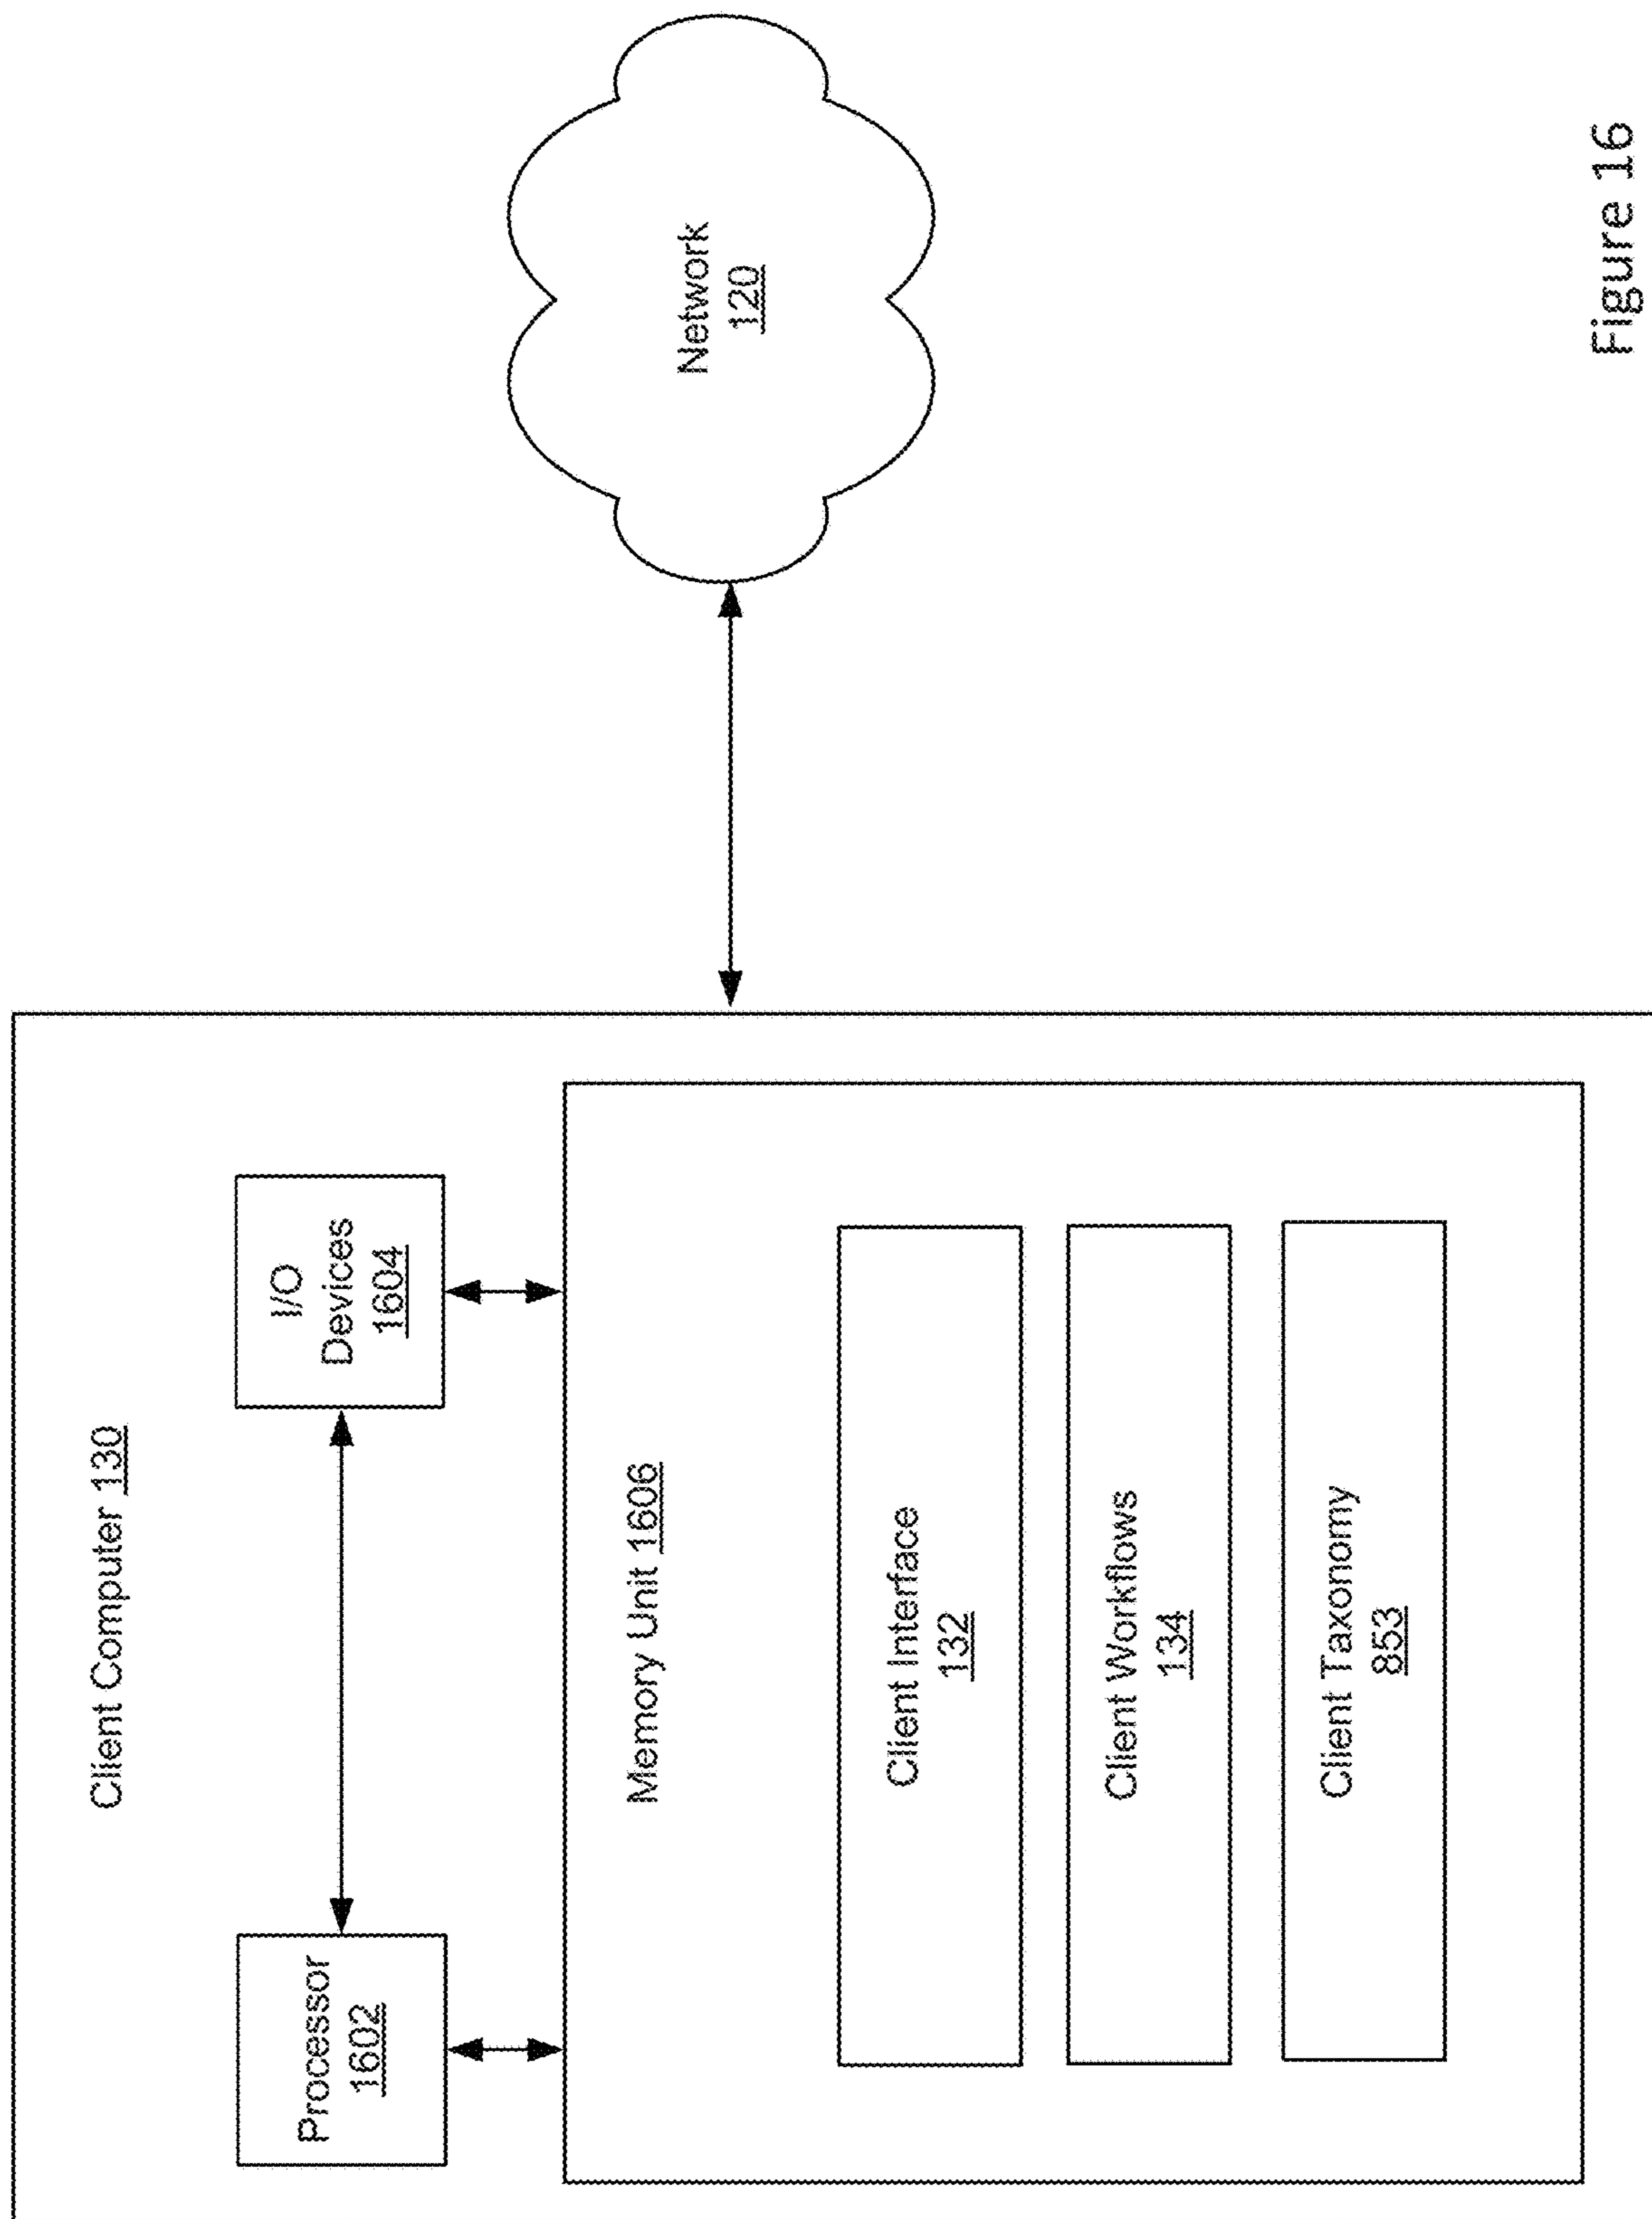 Client Computer 130
Processor
1602
I/O
Devices
1604
Memory Unit 1606
Client Interface
132
Client Workflows
134
Client Taxonomy
853
Network
120
Figure 16